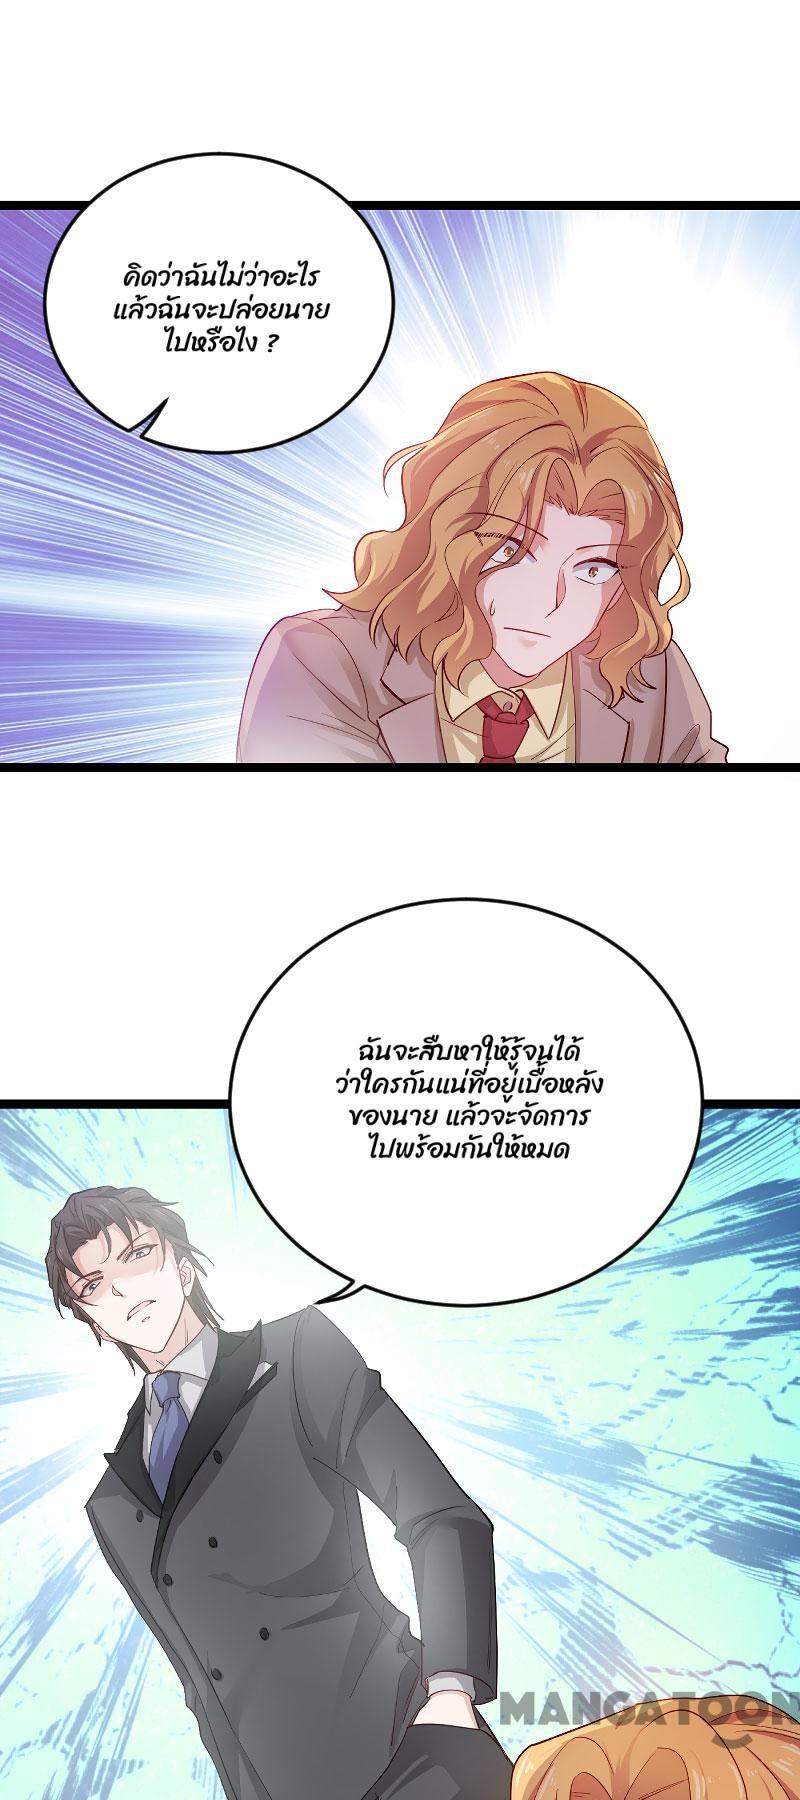 คิดว่าฉันไม่ว่าอะไร
แล้วฉันจะปล่อยนาย
ไปหรือไง ?
ฉันจะสืบหาให้รู้จนได้
ว่าใครกันแน่ที่อยู่เบื้อหลัง
ของนาย แล้วจะจัดการ
ไปพร้อมกันให้หมด
MANGATOON